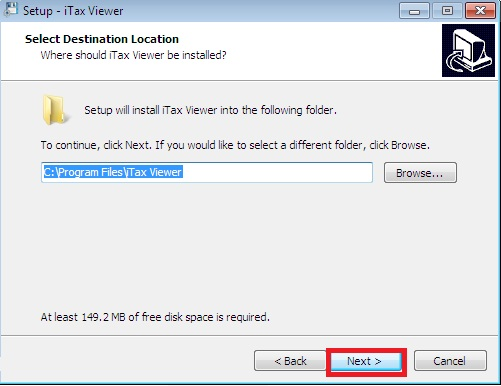 Setup - iTax Viewer
Select Destination Location
Where should iTax Viewer be installed?
Setup will install iTax Viewer into the following folder.
To continue, click Next. If you would like to select a different folder, click Browse.
C:\Program Files\iTax Viewer
Browse...
At least 149.2 MB of free disk space is required.
< Back
Next >
Cancel